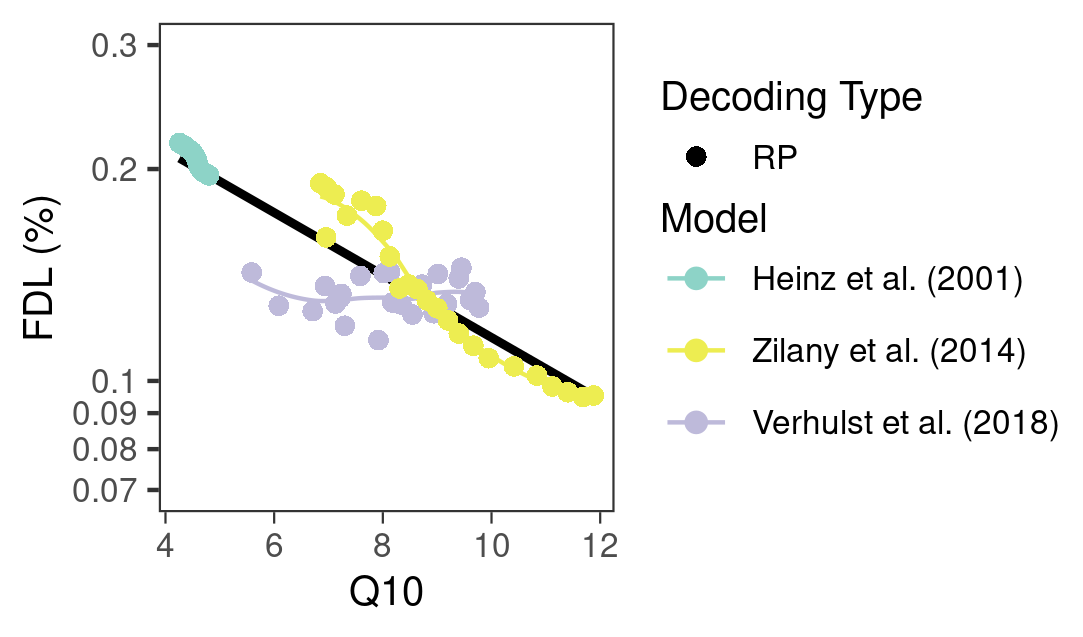 FDL (%)
0.3
0.2
0.1
0.09
0.08
0.07
4 6 8 10 12
Q10
Decoding Type
RP
Model
Heinz et al. (2001)
Zilany et al. (2014)
Verhulst et al. (2018)